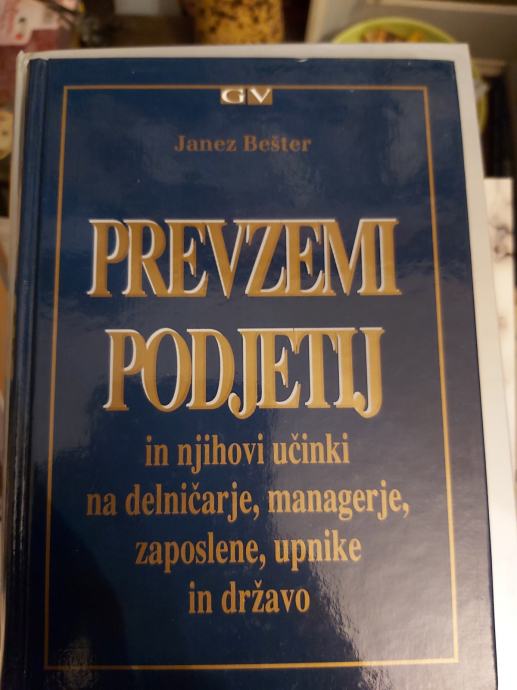 GV
Janez Bešter
PREVZEMI
PODJETIJ
in njihovi učinki
na delničarje, managerje,
zaposlene, upnike
in državo